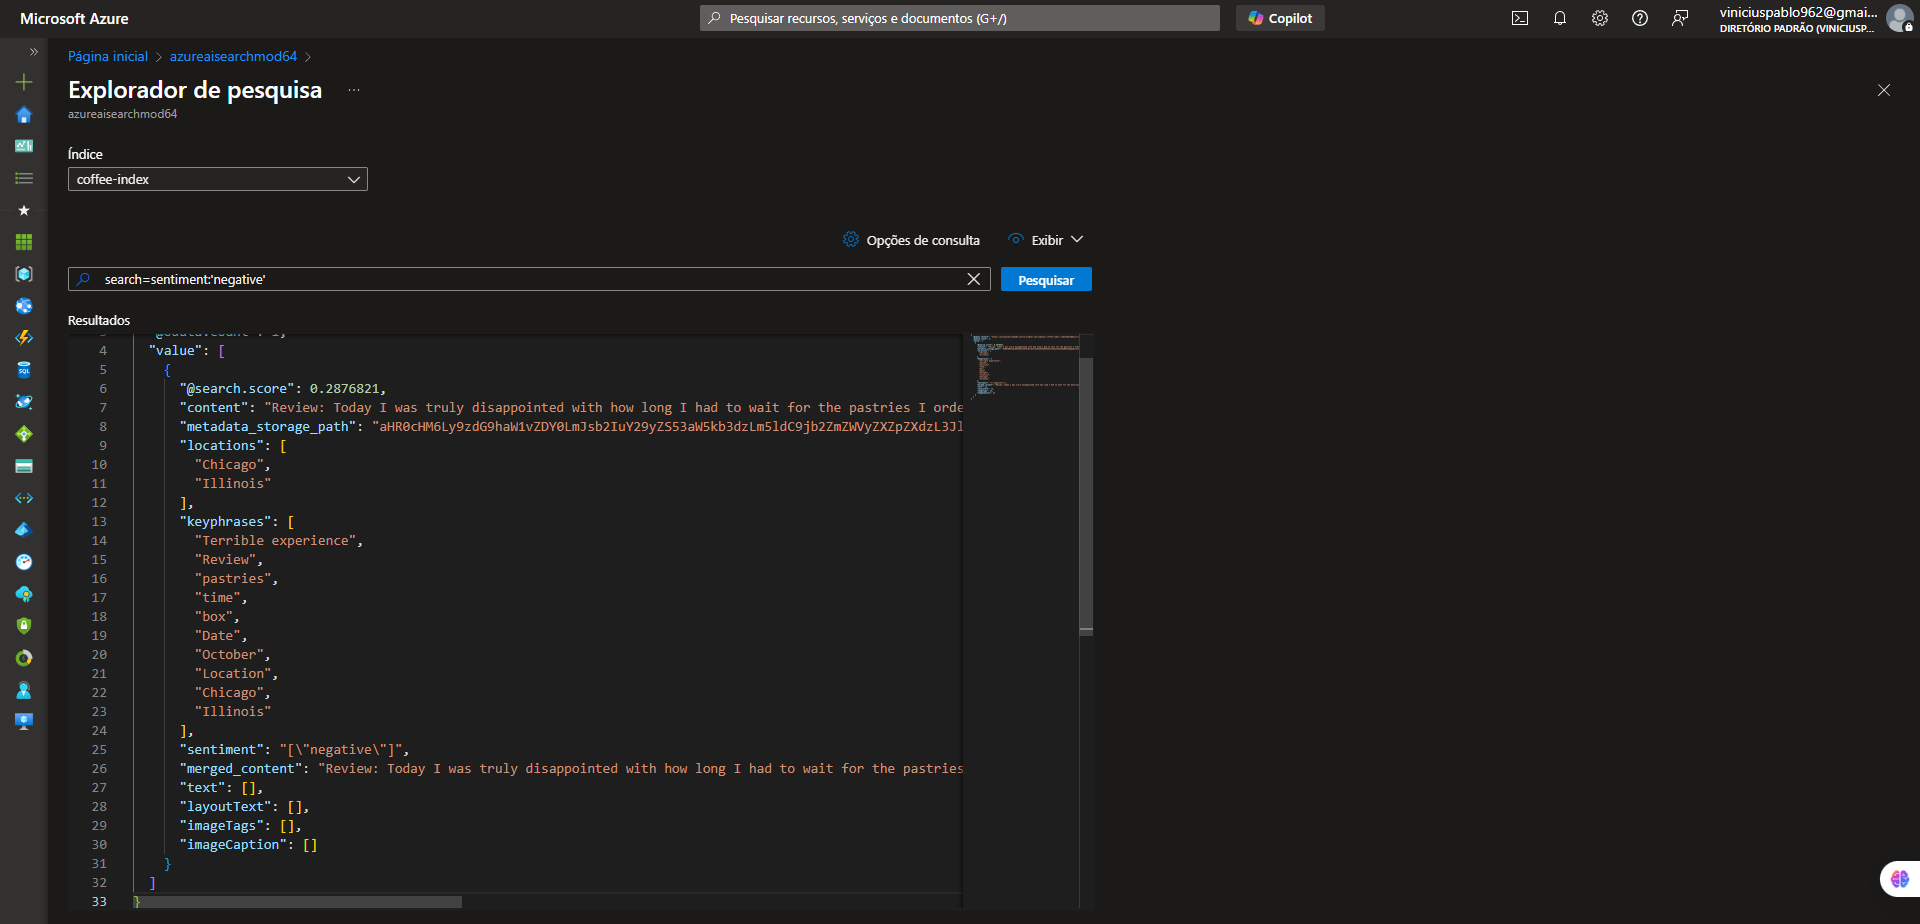 Microsoft Azure
Pesquisar recursos, serviços e documentos (G+/)
Copilot
viniciuspablo962@gmai...
DIRETÓRIO PADRÃO (VINICIUSP...
Página inicial > azureaisearchmod64 >
Explorador de pesquisa ...
azureaisearchmod64
Índice
coffee-index
Opções de consulta
Exibir
search=sentiment:'negative'
Pesquisar
Resultados
4 "value": [
5 {
6 "@search.score": 0.2876821,
7 "content": "Review: Today I was truly disappointed with how long I had to wait for the pastries I orde
8 "metadata_storage_path": "aHR0cHM6Ly9zdG9haW1vZDY0LmJsb2IuY29yZS53aW5kb3dzLm5ldC9jb2ZmZWVyZXZpZXdzL3Jl
9 "locations": [
10 "Chicago",
11 "Illinois"
12 ],
13 "keyphrases": [
14 "Terrible experience",
15 "Review",
16 "pastries",
17 "time",
18 "box",
19 "Date",
20 "October",
21 "Location",
22 "Chicago",
23 "Illinois"
24 ],
25 "sentiment": "[\"negative\"]",
26 "merged_content": "Review: Today I was truly disappointed with how long I had to wait for the pastries
27 "text": [],
28 "layoutText": [],
29 "imageTags": [],
30 "imageCaption": []
31 }
32 ]
33 }